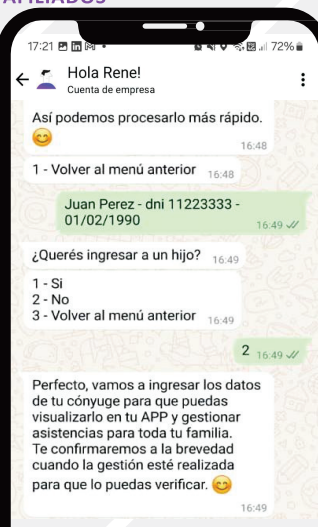 AFILIADOS
17:21
72%
Hola Rene!
Cuenta de empresa
Así podemos procesarlo más rápido.
😊
16:48
1 - Volver al menú anterior 16:48
Juan Perez - dni 11223333 -
01/02/1990
16:49
¿Querés ingresar a un hijo? 16:49
1 - Si
2 - No
3 - Volver al menú anterior 16:49
2 16:49
Perfecto, vamos a ingresar los datos
de tu cónyuge para que puedas
visualizarlo en tu APP y gestionar
asistencias para toda tu familia.
Te confirmaremos a la brevedad
cuando la gestión esté realizada
para que lo puedas verificar. 😊
16:49